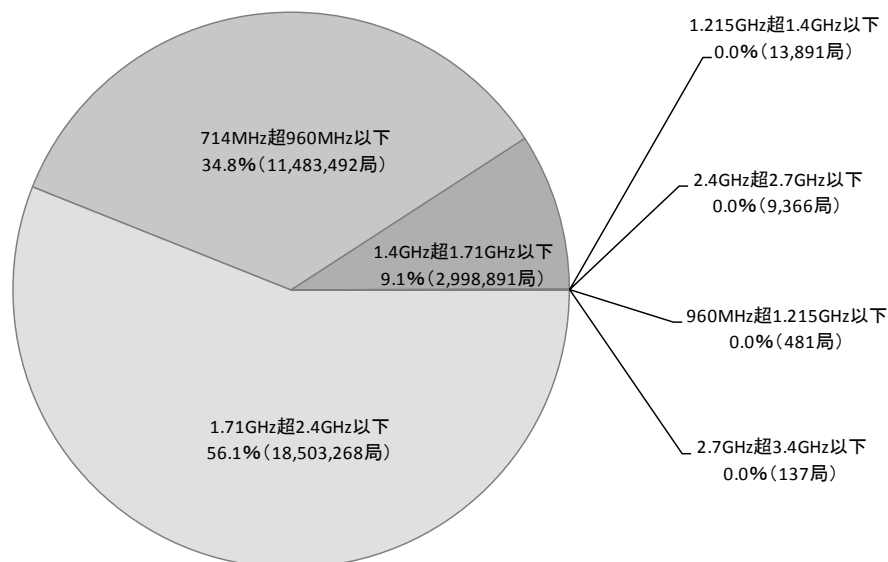 1.215GHz超1.4GHz以下
0.0%(13,891局)
714MHz超960MHz以下
34.8%(11,483,492局)
2.4GHz超2.7GHz以下
0.0%(9,366局)
1.4GHz超1.71GHz以下
9.1%(2,998,891局)
960MHz超1.215GHz以下
0.0%(481局)
1.71GHz超2.4GHz以下
56.1%(18,503,268局)
2.7GHz超3.4GHz以下
0.0%(137局)